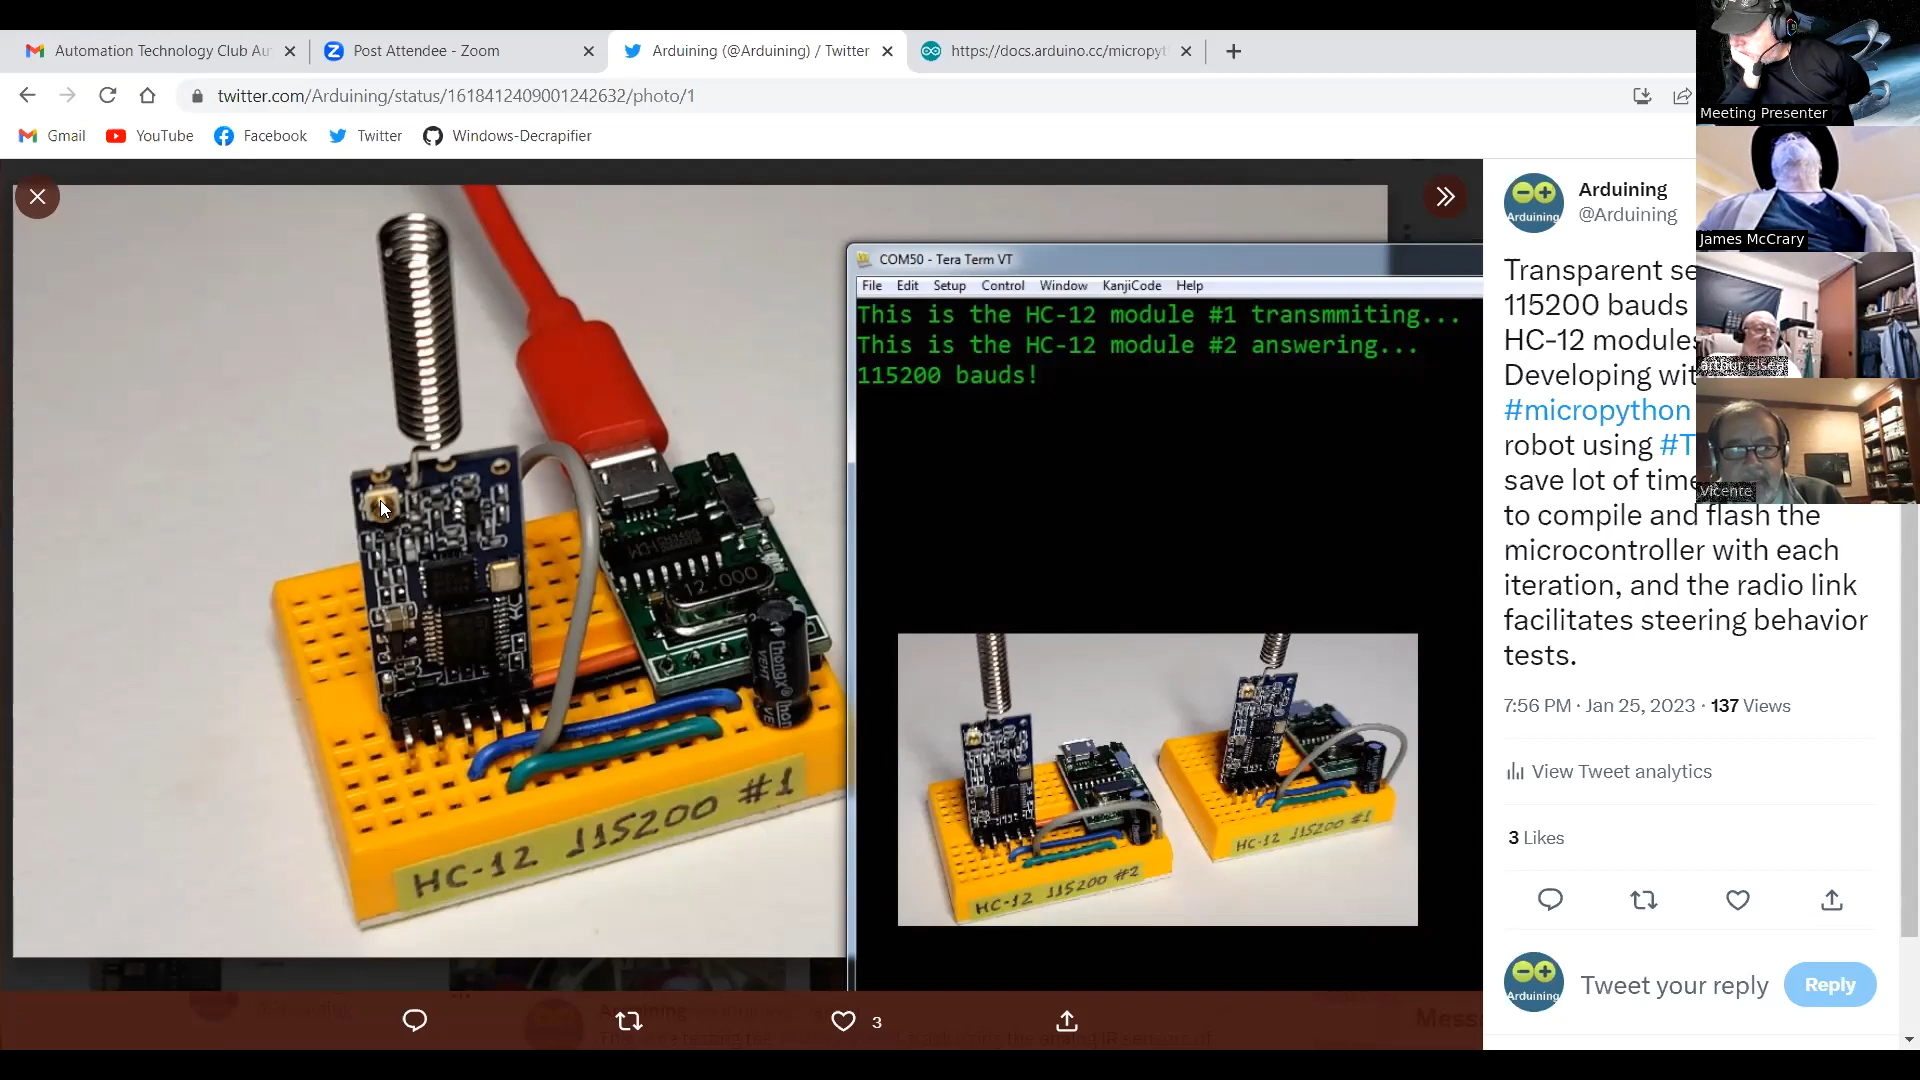 Automation Technology Club Au
Post Attendee - Zoom
Arduining (@Arduining) / Twitter
https://docs.arduino.cc/micropyt
twitter.com/Arduining/status/1618412409001242632/photo/1
Gmail
YouTube
Facebook
Twitter
Windows-Decrapifier
Meeting Presenter
James McCrary
Vicente
COM50 - Tera Term VT
File Edit Setup Control Window KanjiCode Help
This is the HC-12 module #1 transmmiting...
This is the HC-12 module #2 answering...
115200 bauds!
12.000
HC-12 115200 #1
HC-12 115200 #2
HC-12 115200 #1
Arduining
Arduining
@Arduining
Transparent se
115200 bauds
HC-12 modules
Developing wit
#micropython
robot using #T
save lot of time
to compile and flash the
microcontroller with each
iteration, and the radio link
facilitates steering behavior
tests.
7:56 PM · Jan 25, 2023 · 137 Views
View Tweet analytics
3 Likes
Arduining
Tweet your reply
Reply
3